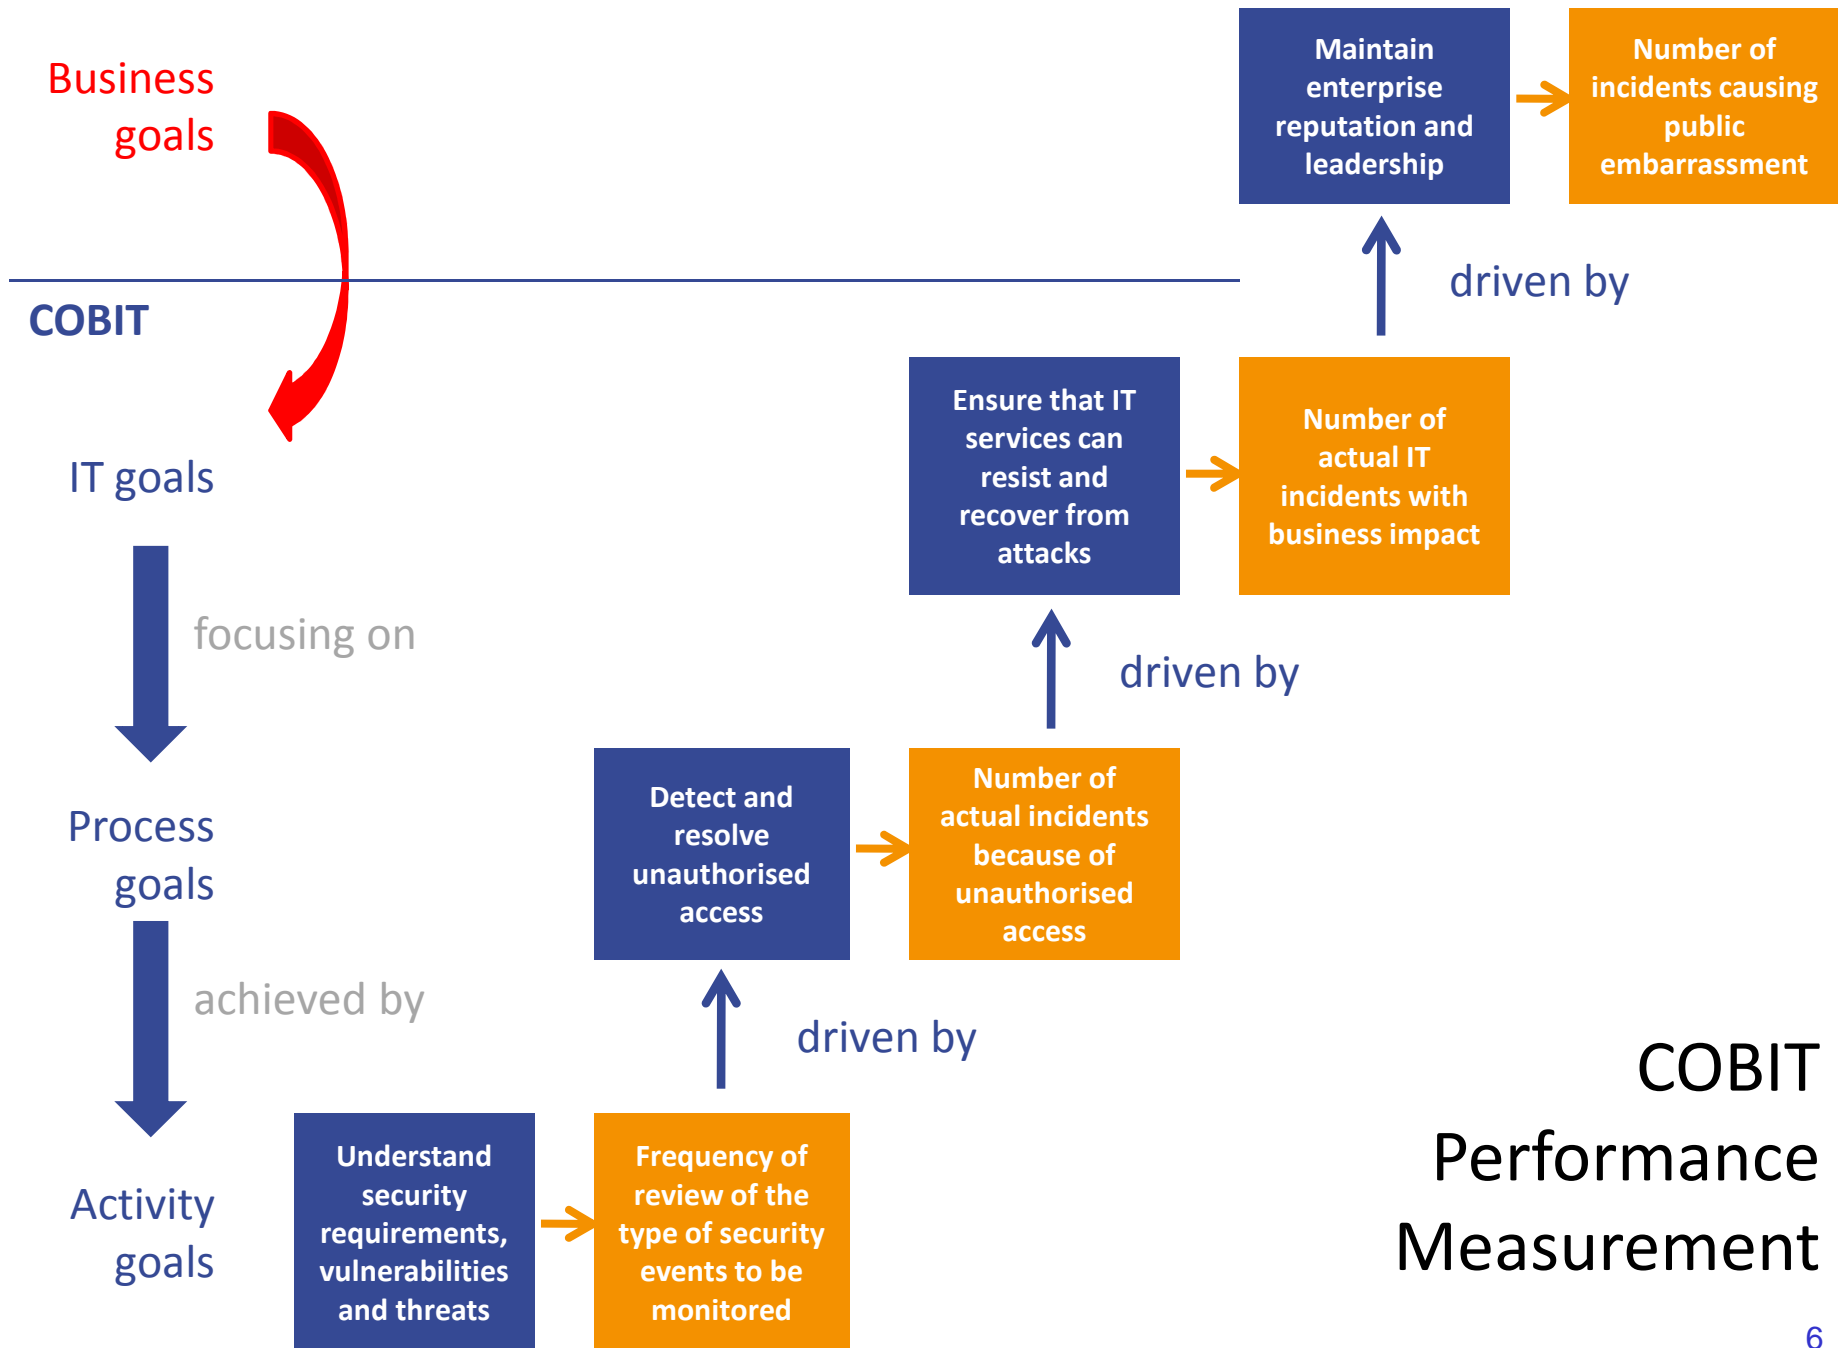 Business
goals
Maintain
enterprise
reputation and
leadership
Number of
incidents causing
public
embarrassment
driven by
COBIT
IT goals
Ensure that IT
services can
resist and
recover from
attacks
Number of
actual IT
incidents with
business impact
focusing on
driven by
Process
goals
Detect and
resolve
unauthorised
access
Number of
actual incidents
because of
unauthorised
access
achieved by
driven by
Activity
goals
Understand
security
requirements,
vulnerabilities
and threats
Frequency of
review of the
type of security
events to be
monitored
COBIT
Performance
Measurement
6